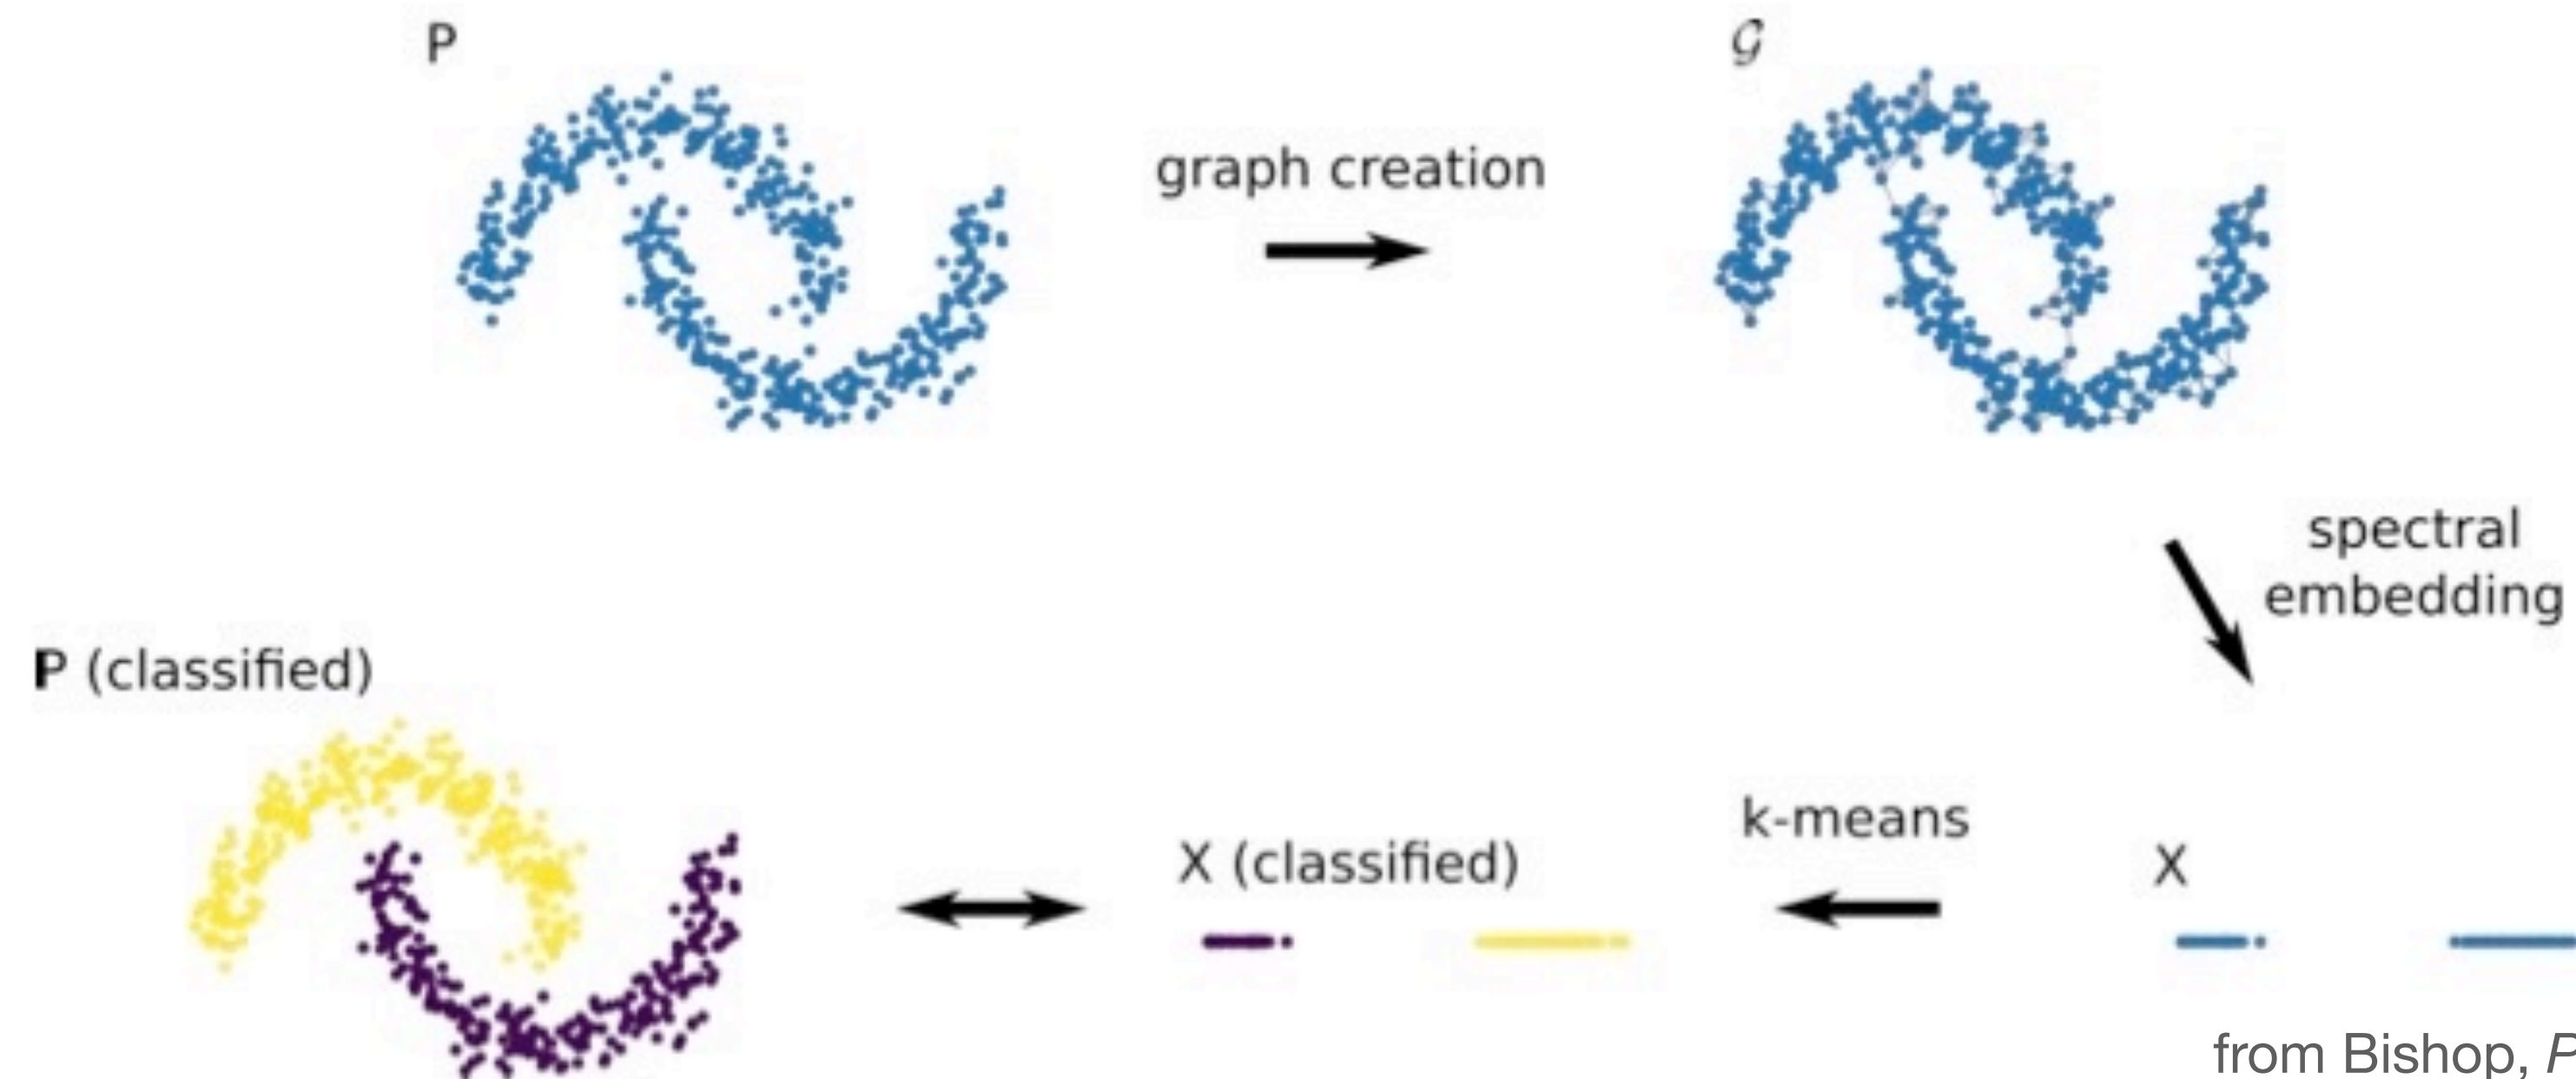 P
𝒢
graph creation
spectral
embedding
P (classified)
k-means
X (classified)
X
from Bishop, P